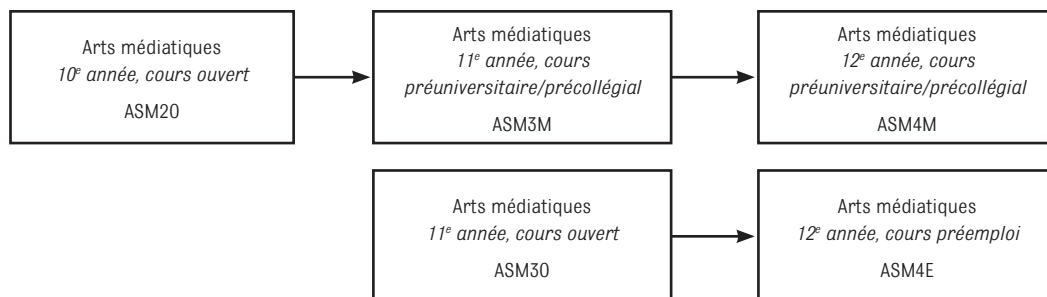 Arts médiatiques
10e année, cours ouvert
ASM2O
Arts médiatiques
11e année, cours
préuniversitaire/précollégial
ASM3M
Arts médiatiques
12e année, cours
préuniversitaire/précollégial
ASM4M
Arts médiatiques
11e année, cours ouvert
ASM3O
Arts médiatiques
12e année, cours préemploi
ASM4E